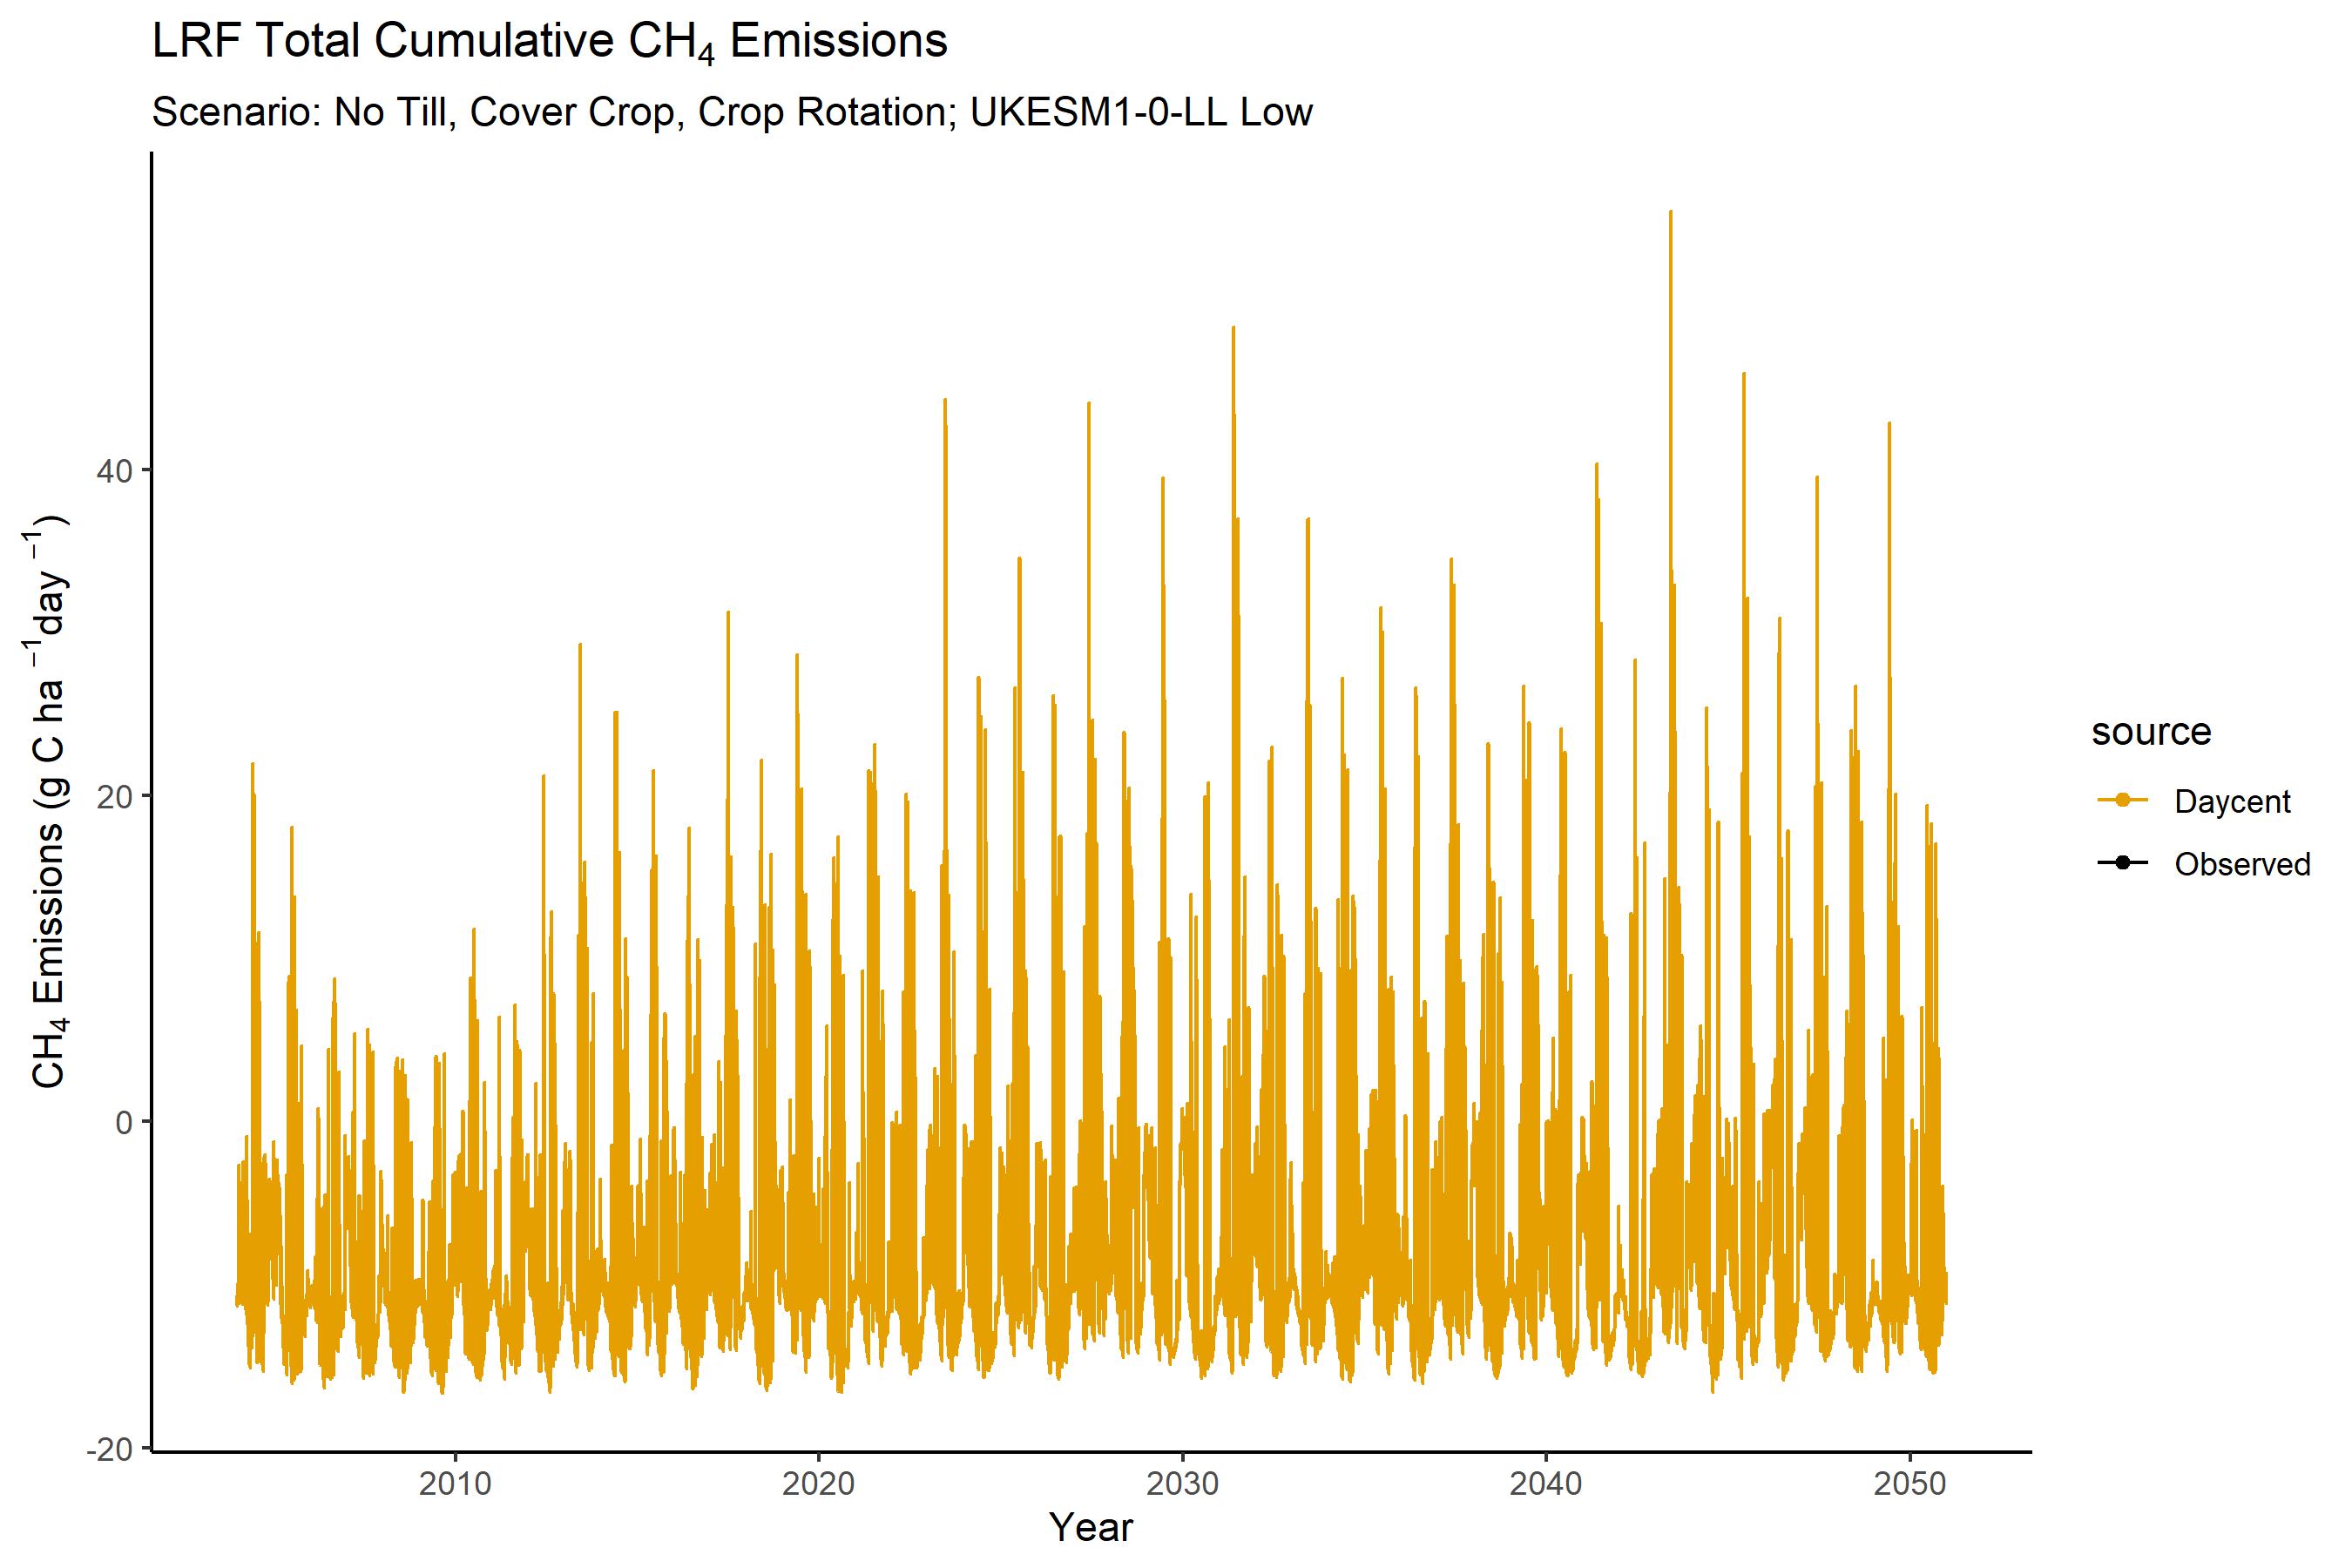 LRF Total Cumulative CH₄ Emissions
Scenario: No Till, Cover Crop, Crop Rotation; UKESM1-0-LL Low
CH₄ Emissions (g C ha ⁻¹day ⁻¹)
40
20
0
-20
2010 2020 2030 2040 2050
Year
source
Daycent
Observed